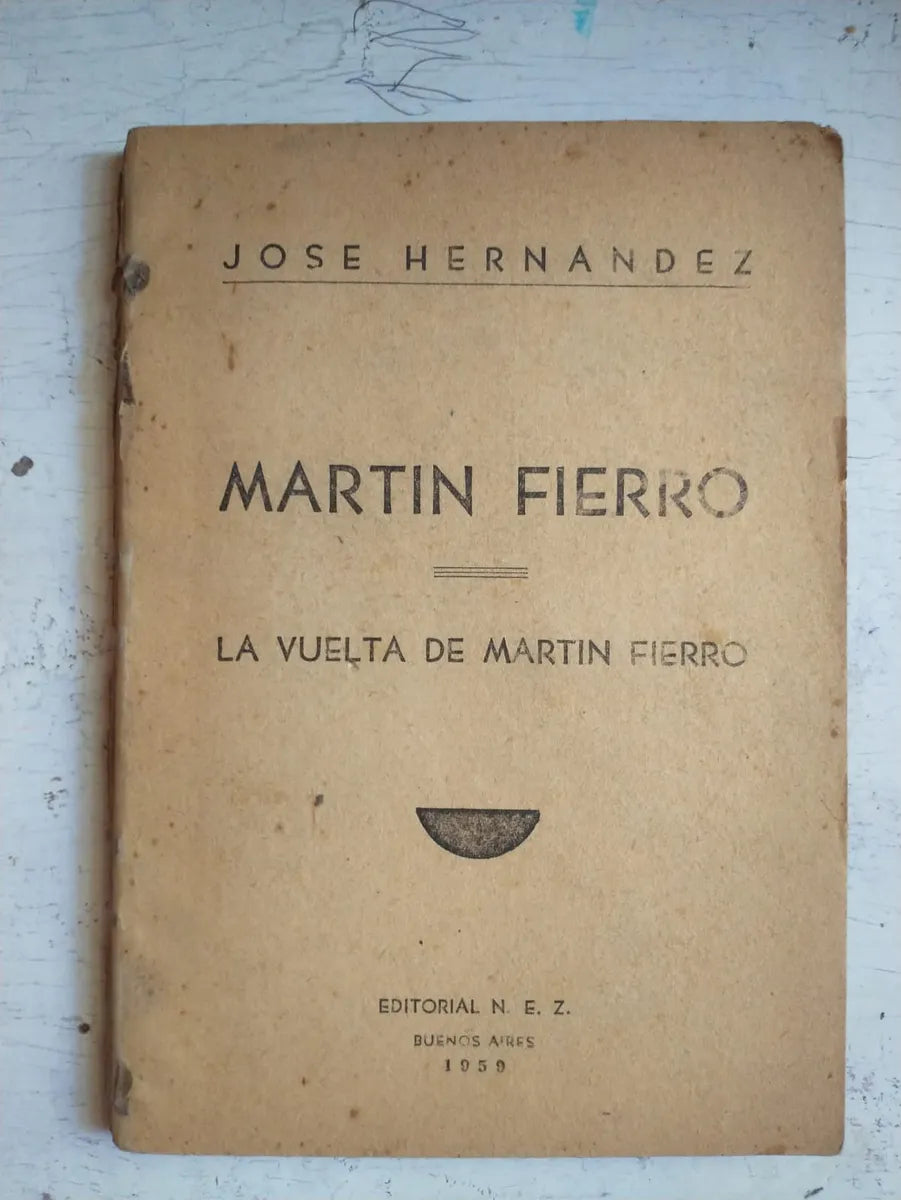 JOSE HERNANDEZ
MARTIN FIERRO
LA VUELTA DE MARTIN FIERRO
EDITORIAL N. E. Z.
BUENOS AIRES
1959